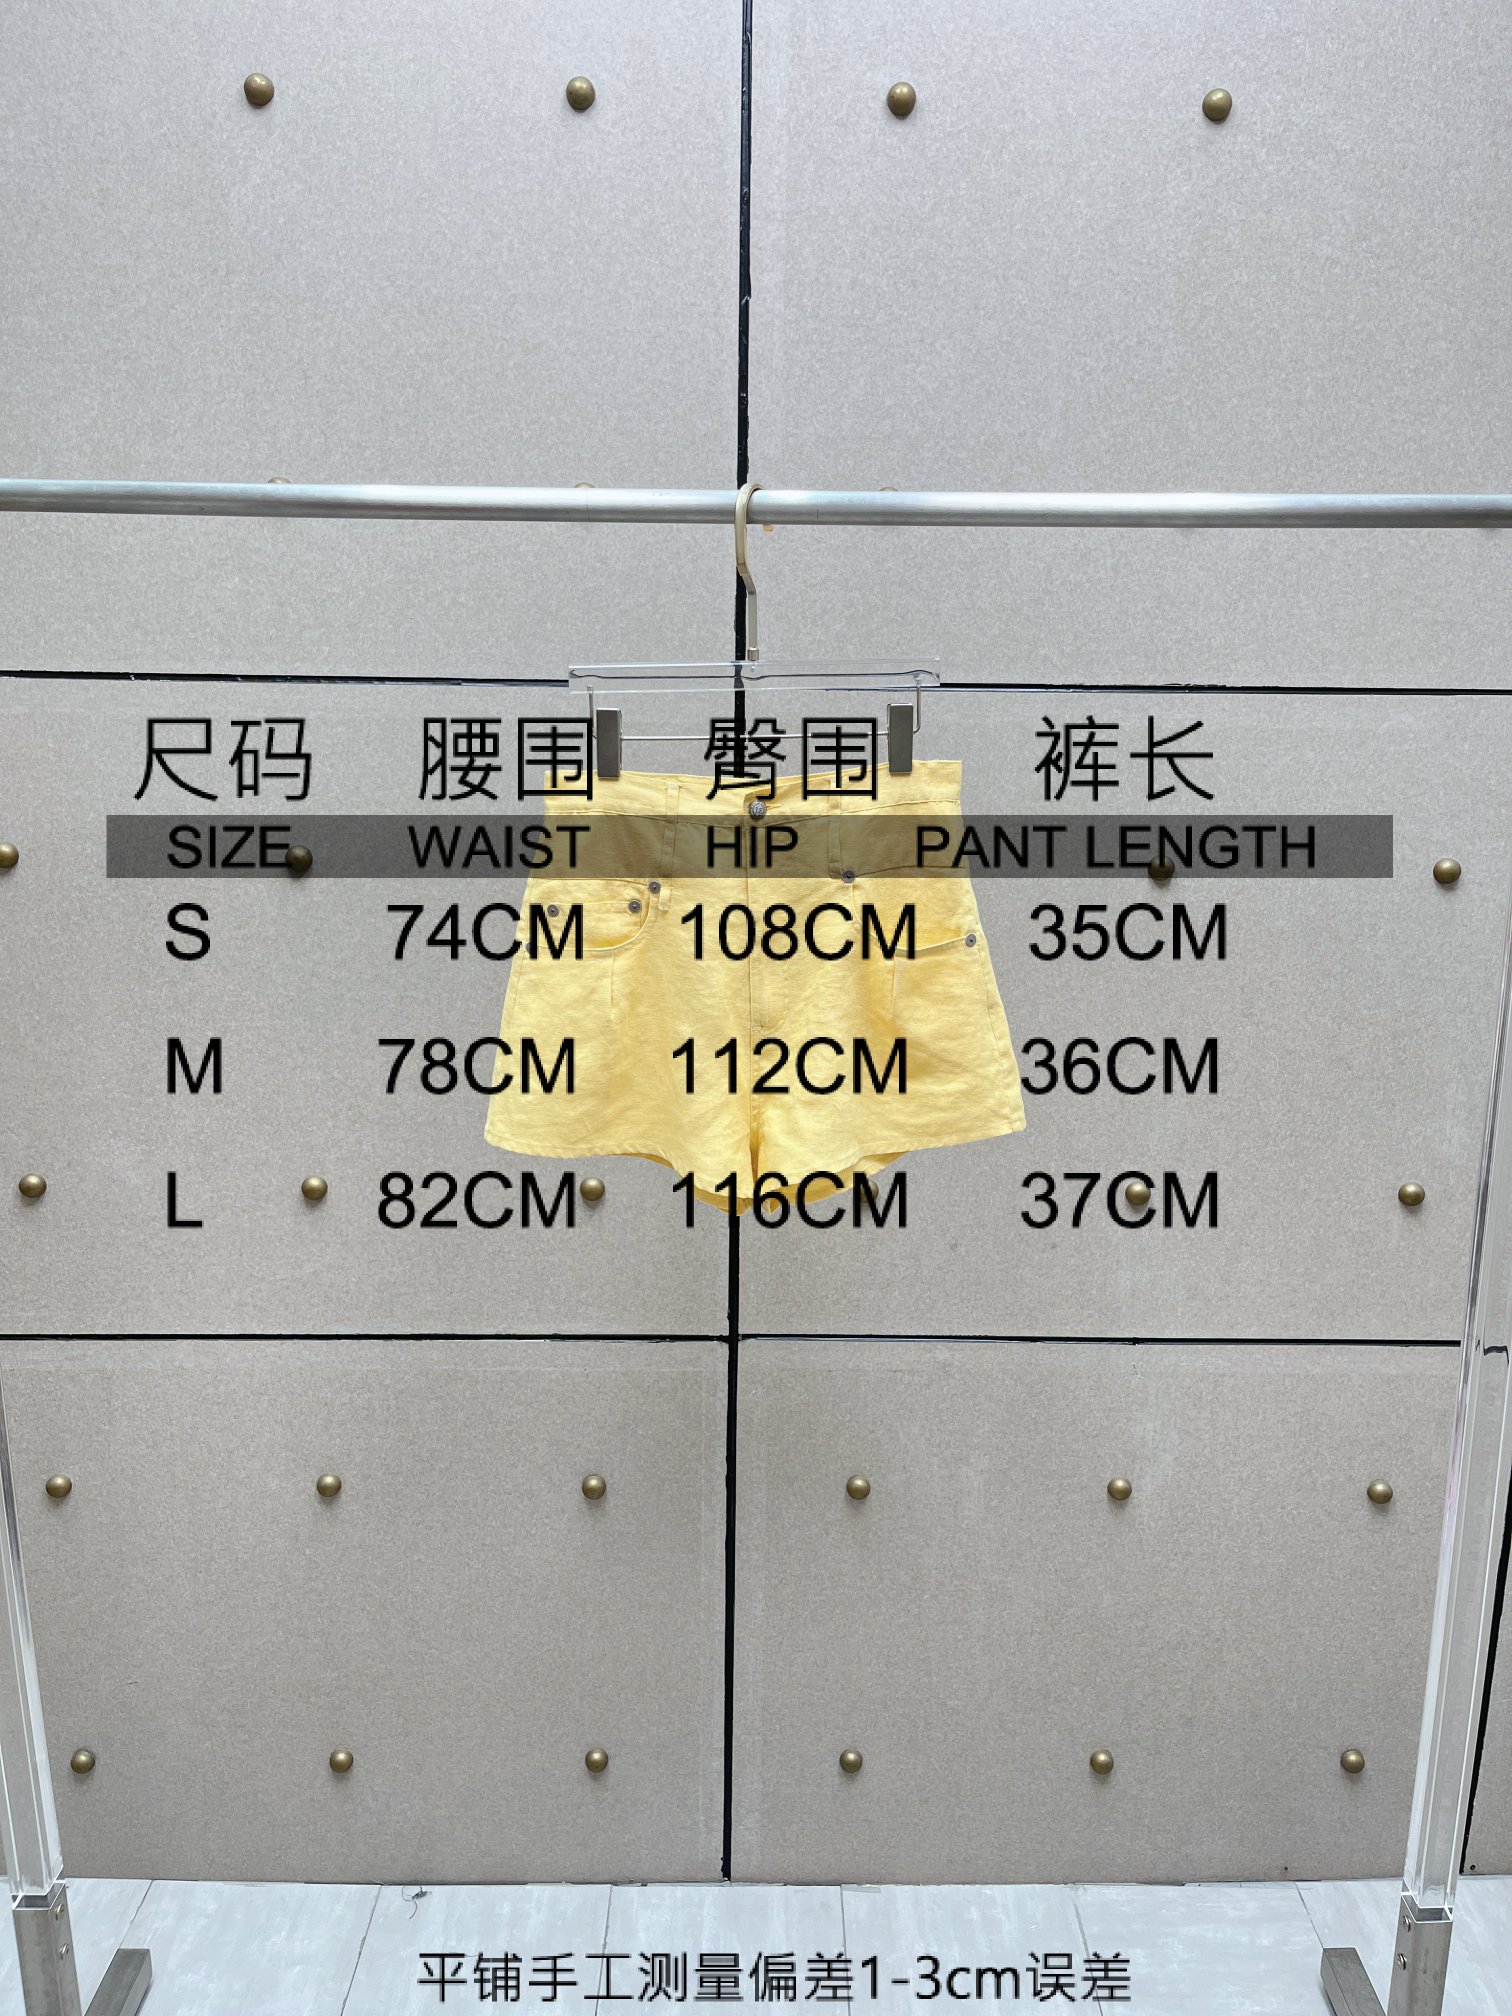 尺码 腰围 臀围 裤长
SIZE WAIST HIP PANT LENGTH
S 74CM 108CM 35CM
M 78CM 112CM 36CM
L 82CM 116CM 37CM
平铺手工测量偏差1-3cm误差